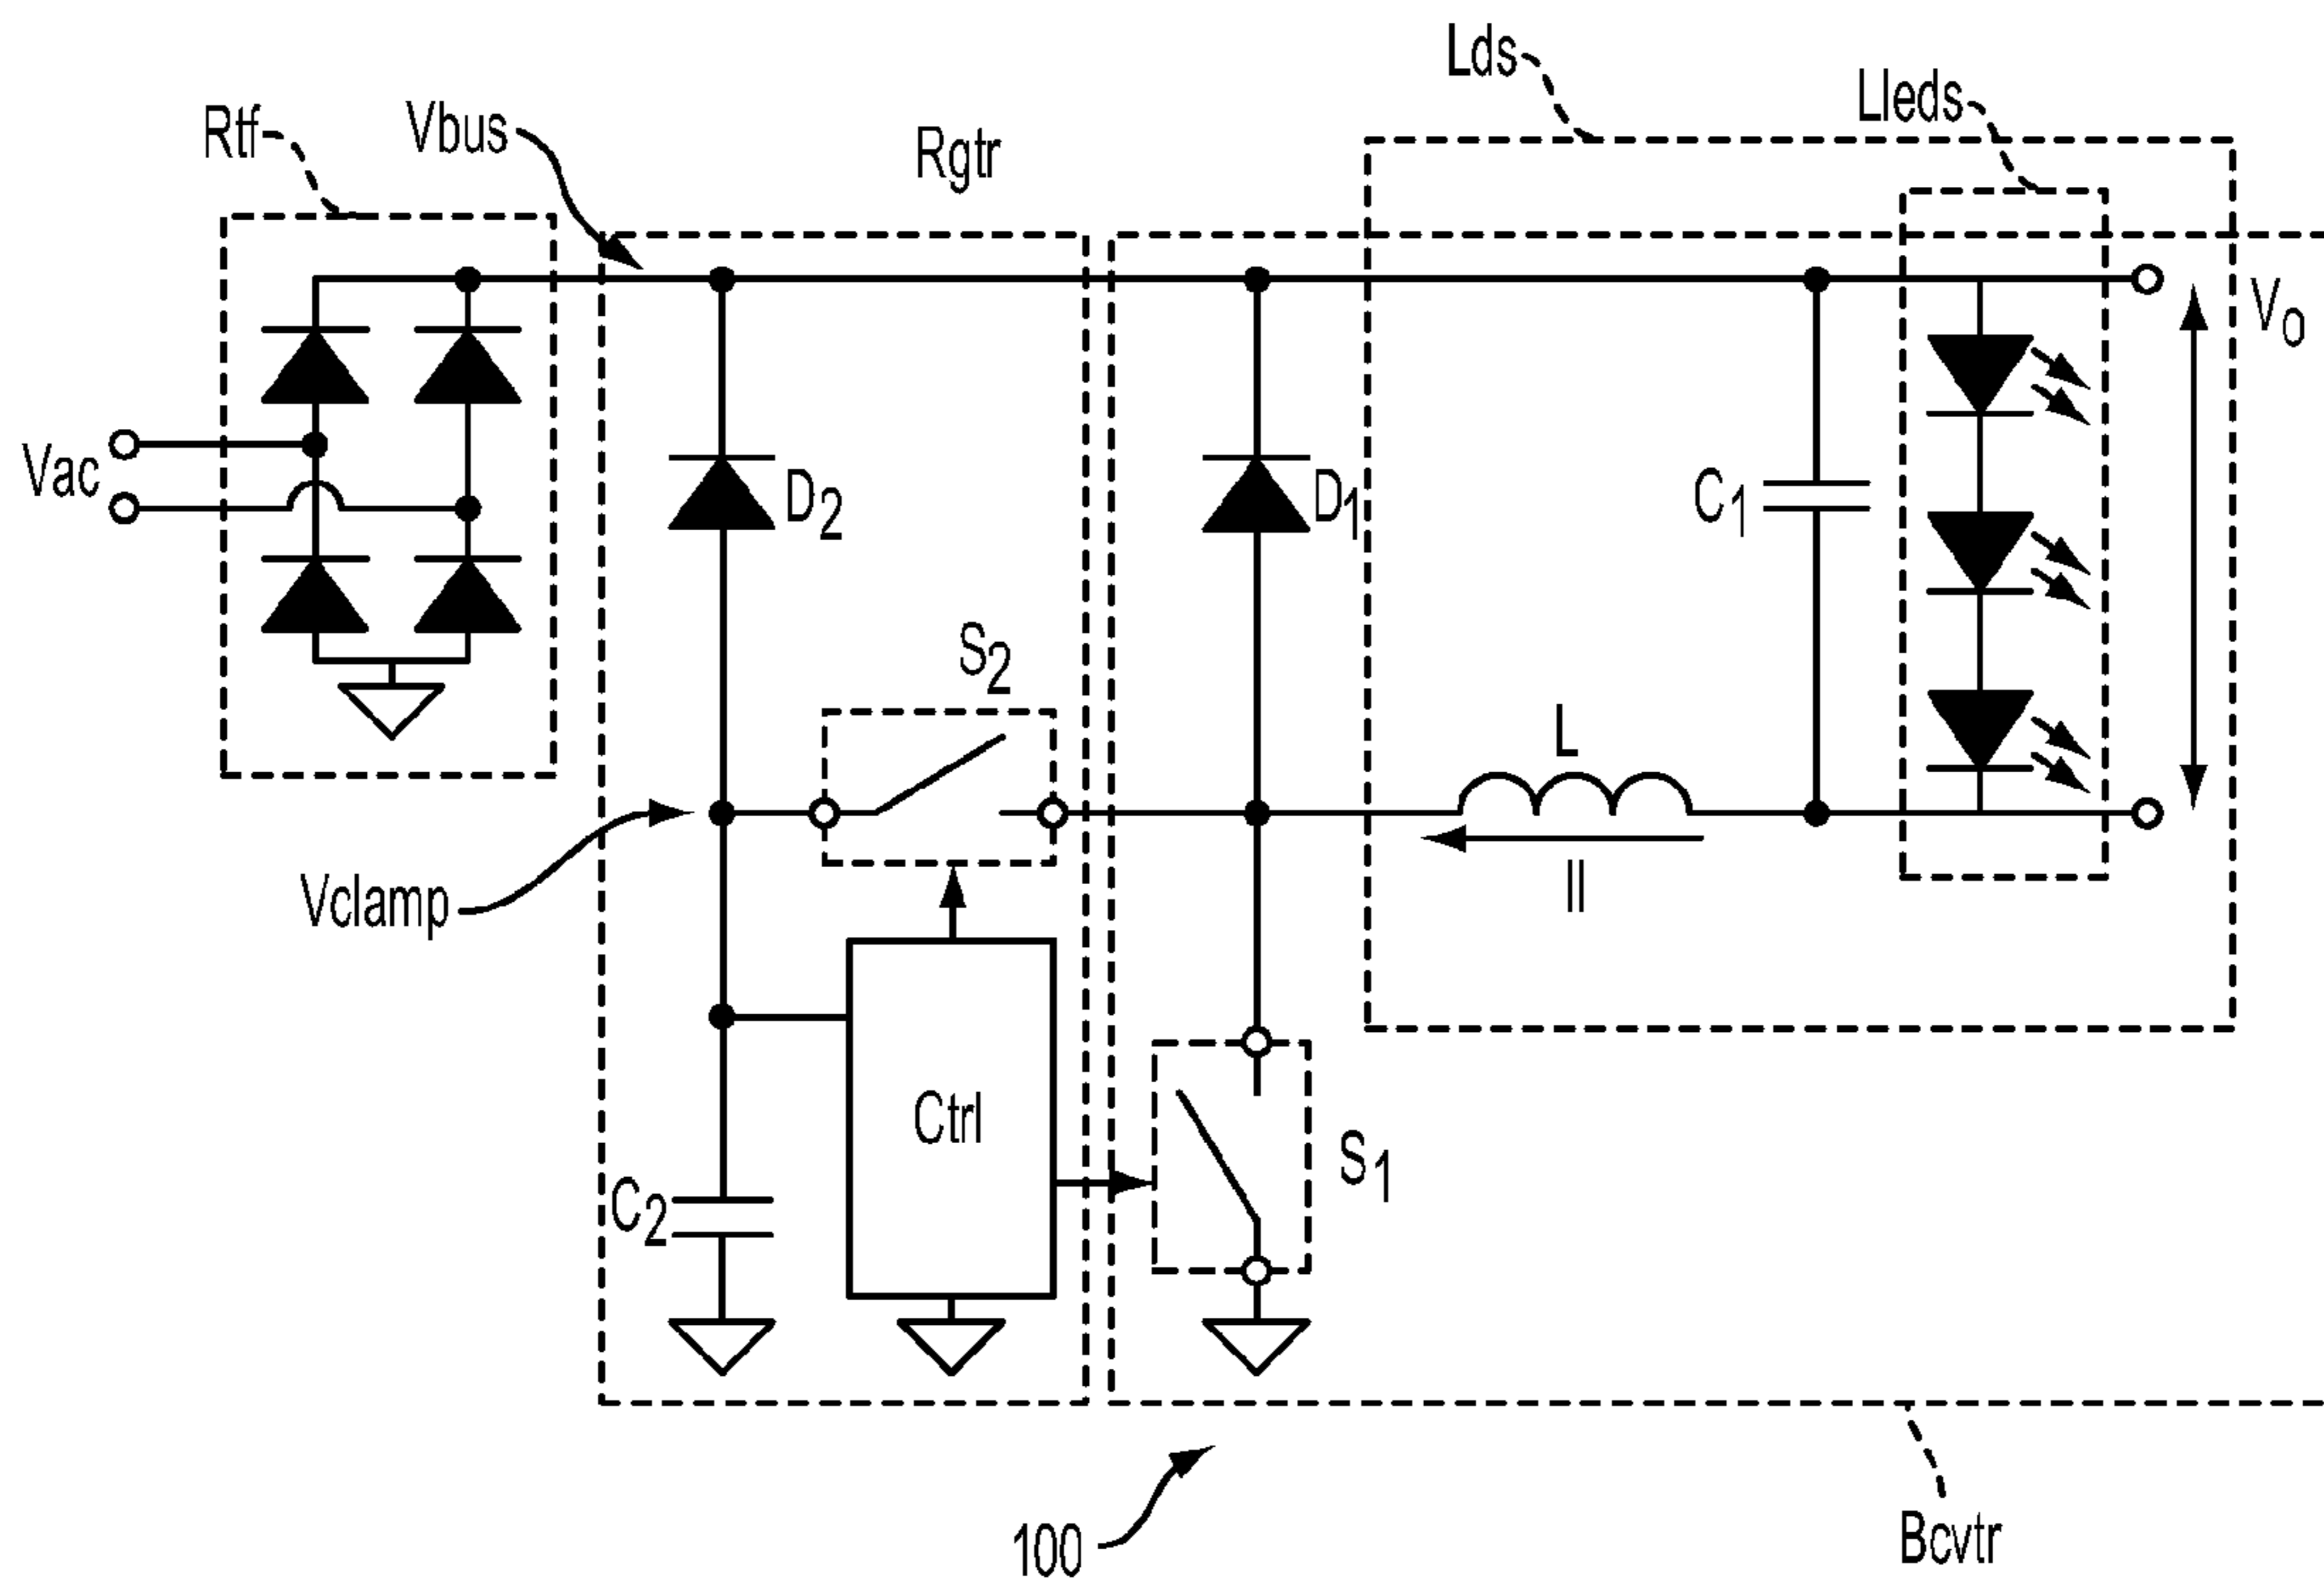 Lds
Lleds
Rtf
Vbus
Rgtr
Vo
Vac
D2
D1
C1
S2
L
Il
Vclamp
Ctrl
S1
C2
100
Bcvtr